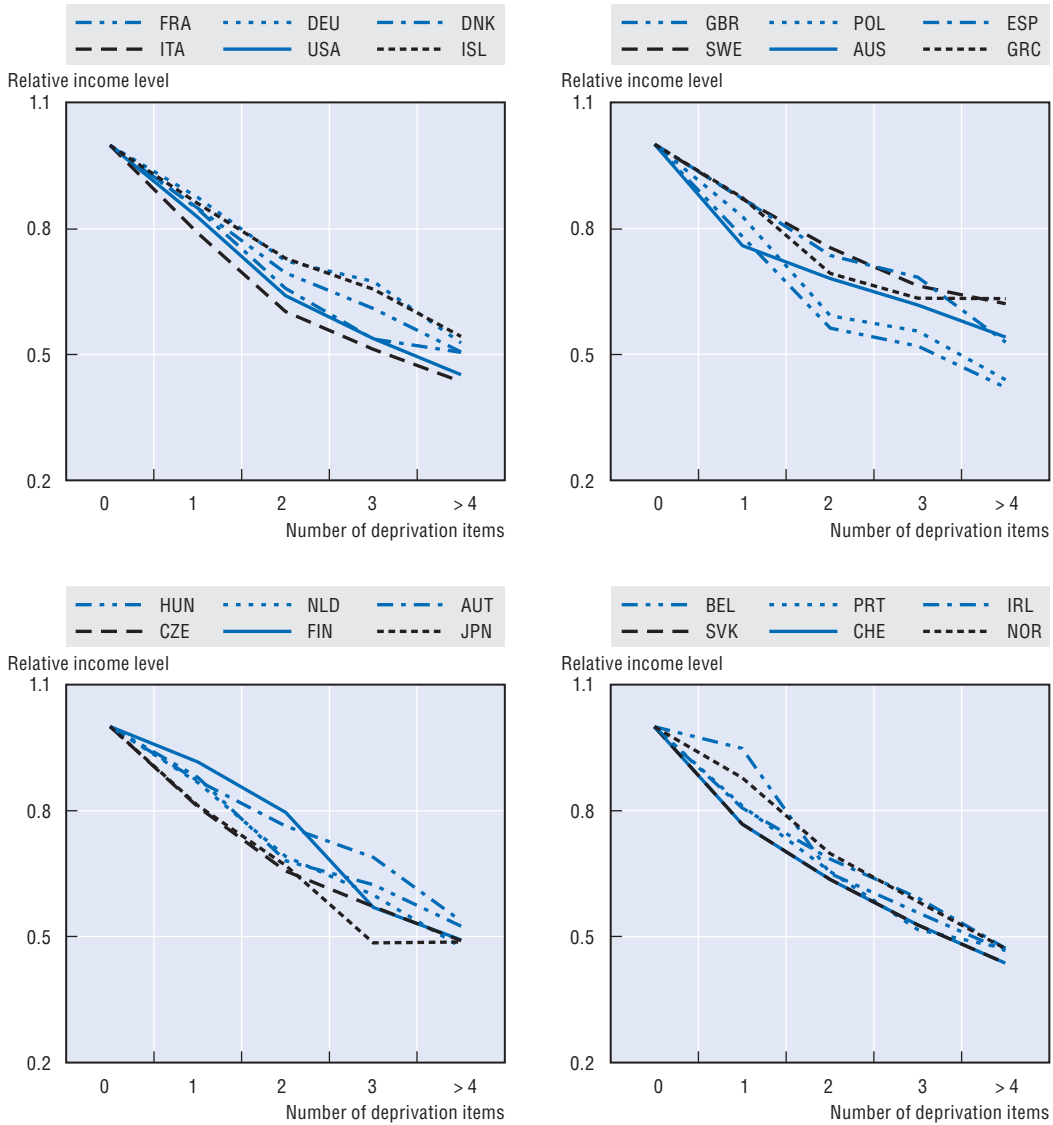 FRA DEU DNK
ITA USA ISL
Relative income level
1.1
0.8
0.5
0.2
0 1 2 3 > 4
Number of deprivation items
GBR POL ESP
SWE AUS GRC
Relative income level
1.1
0.8
0.5
0.2
0 1 2 3 > 4
Number of deprivation items
HUN NLD AUT
CZE FIN JPN
Relative income level
1.1
0.8
0.5
0.2
0 1 2 3 > 4
Number of deprivation items
BEL PRT IRL
SVK CHE NOR
Relative income level
1.1
0.8
0.5
0.2
0 1 2 3 > 4
Number of deprivation items